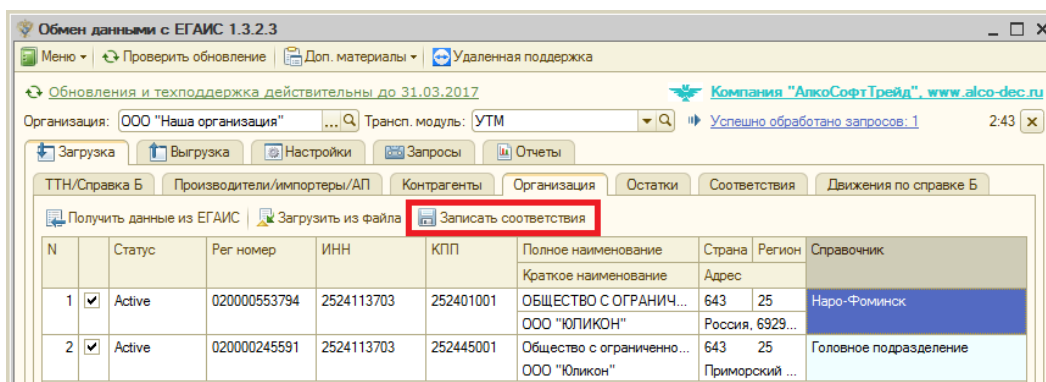 Обмен данными с ЕГАИС 1.3.2.3
Меню Проверить обновление Доп. материалы Удаленная поддержка
Обновления и техподдержка действительны до 31.03.2017 Компания "АлкоСофтТрейд", www.alco-dec.ru
Организация: ООО "Наша организация" ... Трансп. модуль: УТМ Успешно обработано запросов: 1 2:43
Загрузка Выгрузка Настройки Запросы Отчеты
ТТН/Справка Б Производители/импортеры/АП Контрагенты Организация Остатки Соответствия Движения по справке Б
Получить данные из ЕГАИС Загрузить из файла Записать соответствия
N Статус Рег номер ИНН КПП Полное наименование Страна Регион Справочник
Краткое наименование Адрес
1 Active 020000553794 2524113703 252401001 ОБЩЕСТВО С ОГРАНИЧ... 643 25 Наро-Фоминск
ООО "ЮЛИКОН" Россия, 6929...
2 Active 020000245591 2524113703 252445001 Общество с ограниченно... 643 25 Головное подразделение
ООО "Юликон" Приморский ...